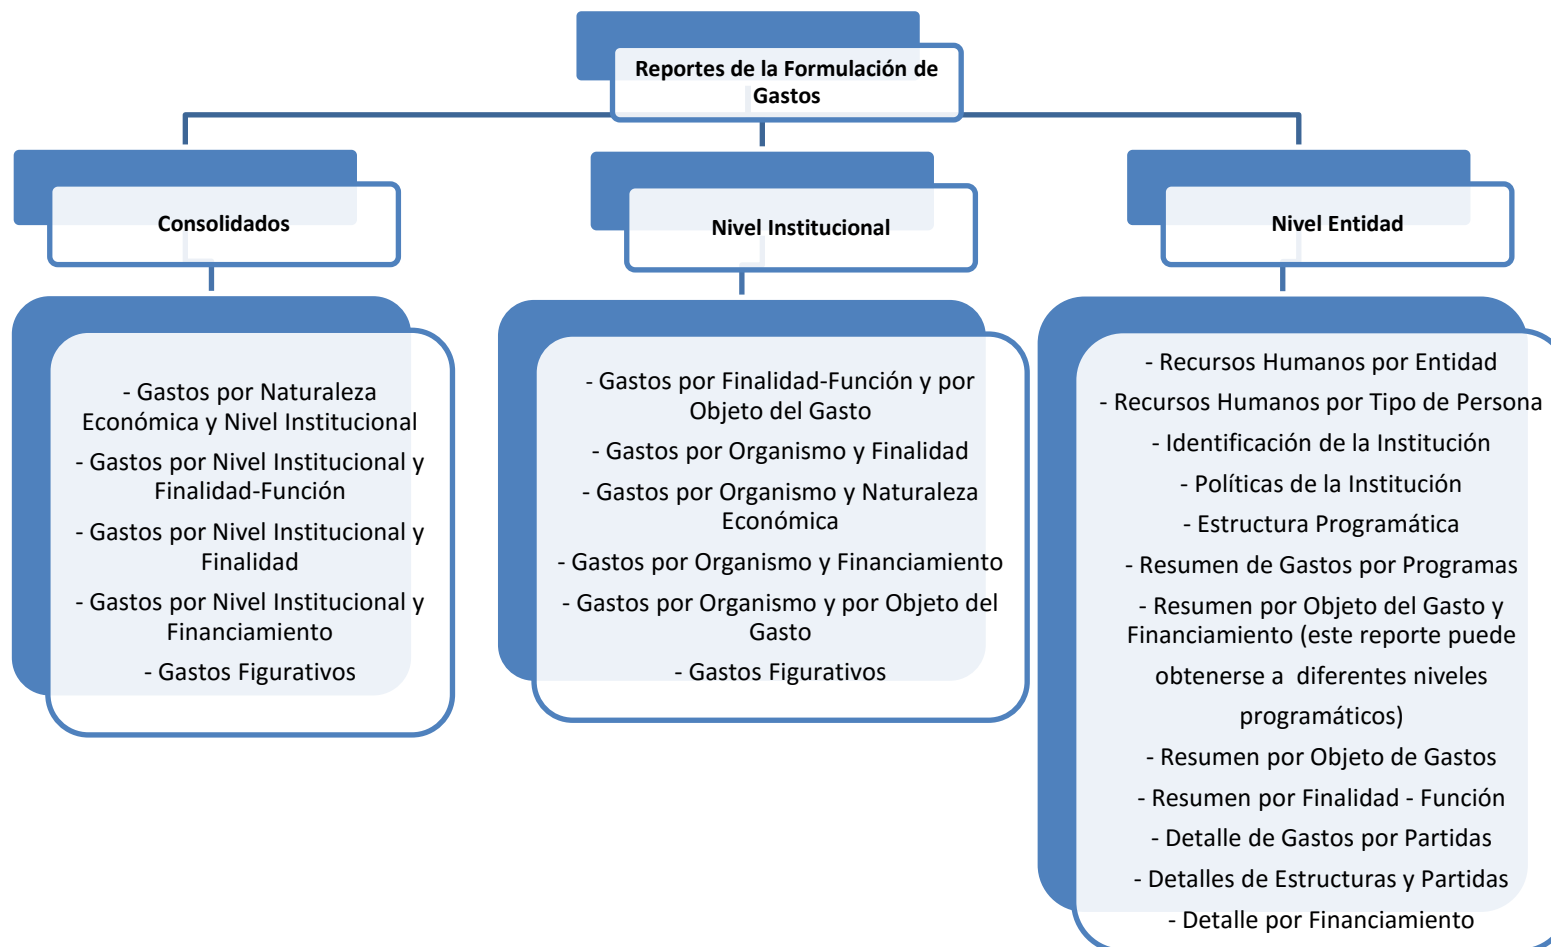 Reportes de la Formulación de
Gastos
Consolidados
- Gastos por Naturaleza
Económica y Nivel Institucional
- Gastos por Nivel Institucional y
Finalidad-Función
- Gastos por Nivel Institucional y
Finalidad
- Gastos por Nivel Institucional y
Financiamiento
- Gastos Figurativos
Nivel Institucional
- Gastos por Finalidad-Función y por
Objeto del Gasto
- Gastos por Organismo y Finalidad
- Gastos por Organismo y Naturaleza
Económica
- Gastos por Organismo y Financiamiento
- Gastos por Organismo y por Objeto del
Gasto
- Gastos Figurativos
Nivel Entidad
- Recursos Humanos por Entidad
- Recursos Humanos por Tipo de Persona
- Identificación de la Institución
- Políticas de la Institución
- Estructura Programática
- Resumen de Gastos por Programas
- Resumen por Objeto del Gasto y
Financiamiento (este reporte puede
obtenerse a  diferentes niveles
programáticos)
- Resumen por Objeto de Gastos
- Resumen por Finalidad - Función
- Detalle de Gastos por Partidas
- Detalles de Estructuras y Partidas
- Detalle por Financiamiento